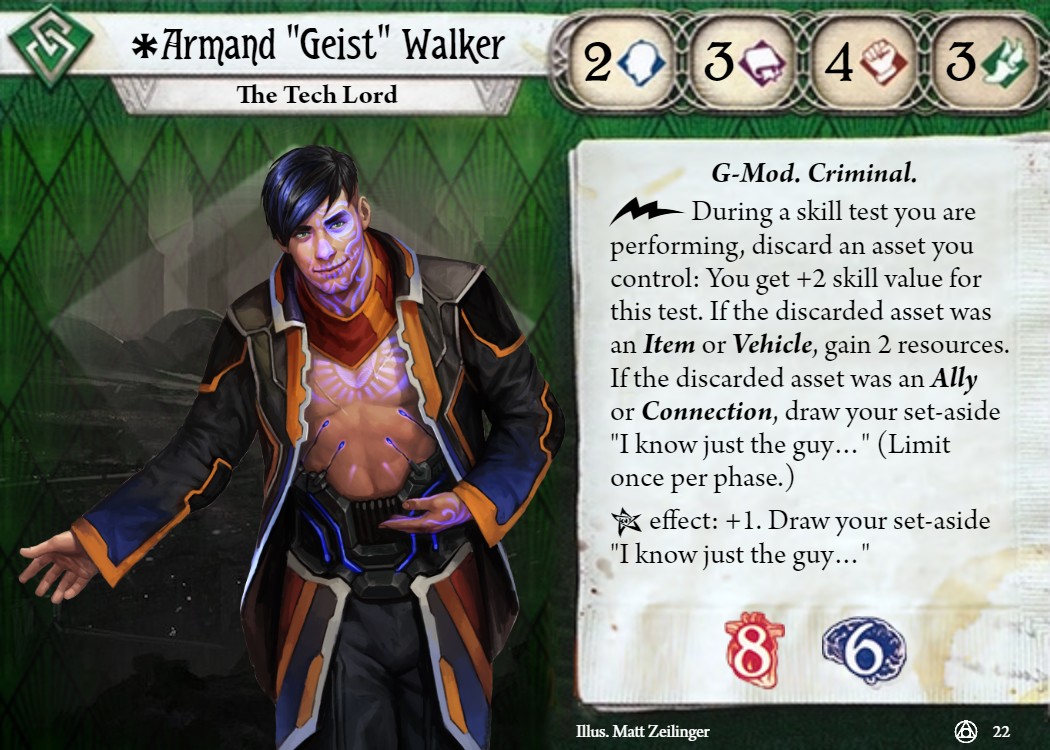 *Armand "Geist" Walker
The Tech Lord
2 3 4 3
G-Mod. Criminal.
During a skill test you are
performing, discard an asset you
control: You get +2 skill value for
this test. If the discarded asset was
an Item or Vehicle, gain 2 resources.
If the discarded asset was an Ally
or Connection, draw your set-aside
"I know just the guy…" (Limit
once per phase.)
effect: +1. Draw your set-aside
"I know just the guy…"
8 6
Illus. Matt Zeilinger
22